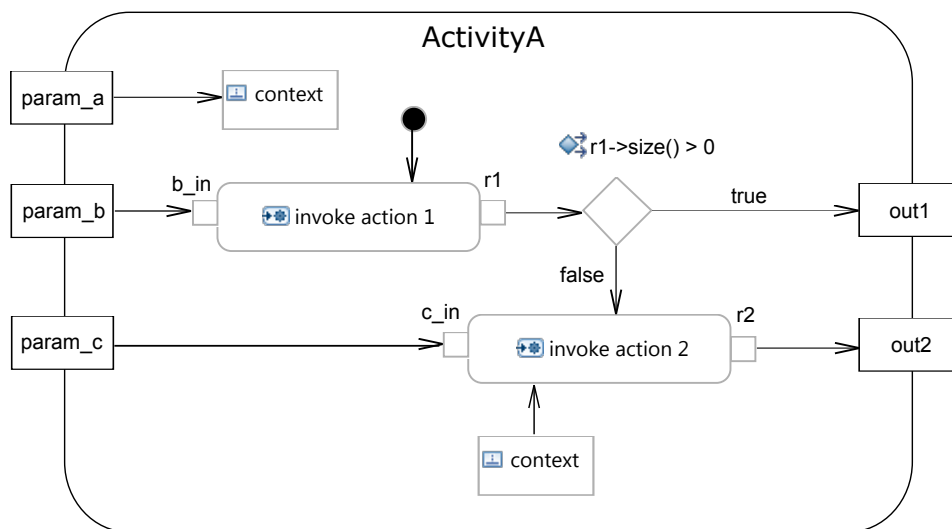 ActivityA
param_a
context
r1->size() > 0
param_b
b_in
invoke action 1
r1
true
out1
false
param_c
c_in
invoke action 2
r2
out2
context